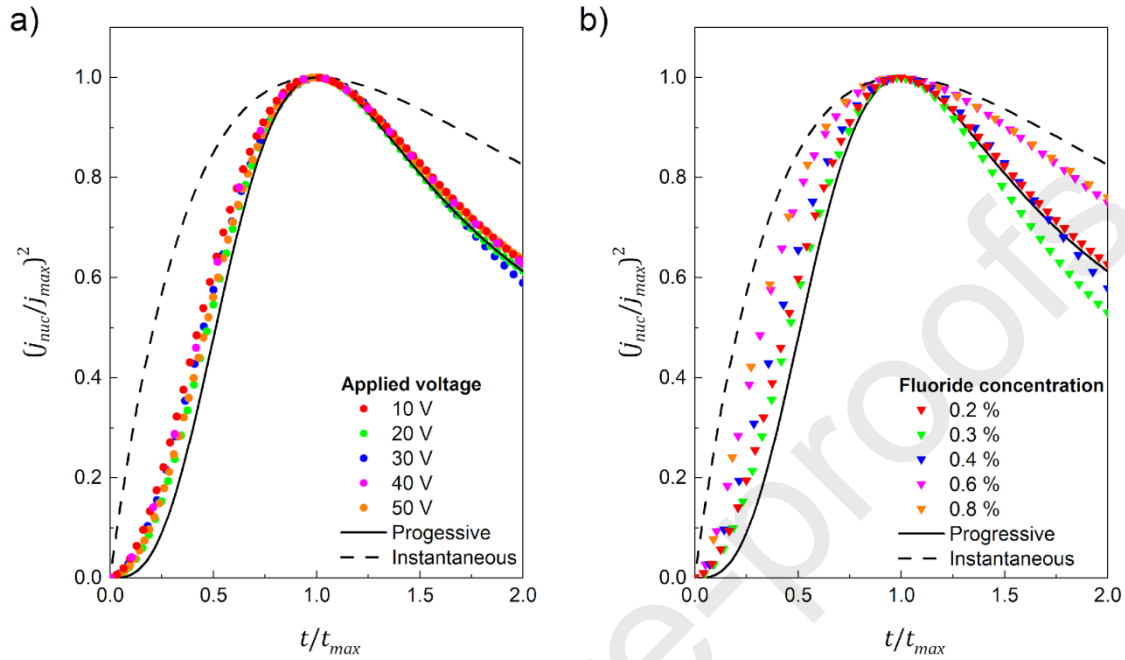 a)
(j_nuc/j_max)²
1.0
0.8
0.6
0.4
0.2
0.0
0.0 0.5 1.0 1.5 2.0
t/t_max
Applied voltage
10 V
20 V
30 V
40 V
50 V
Progessive
Instantaneous
b)
(j_nuc/j_max)²
1.0
0.8
0.6
0.4
0.2
0.0
0.0 0.5 1.0 1.5 2.0
t/t_max
Fluoride concentration
0.2 %
0.3 %
0.4 %
0.6 %
0.8 %
Progessive
Instantaneous
e-proofs